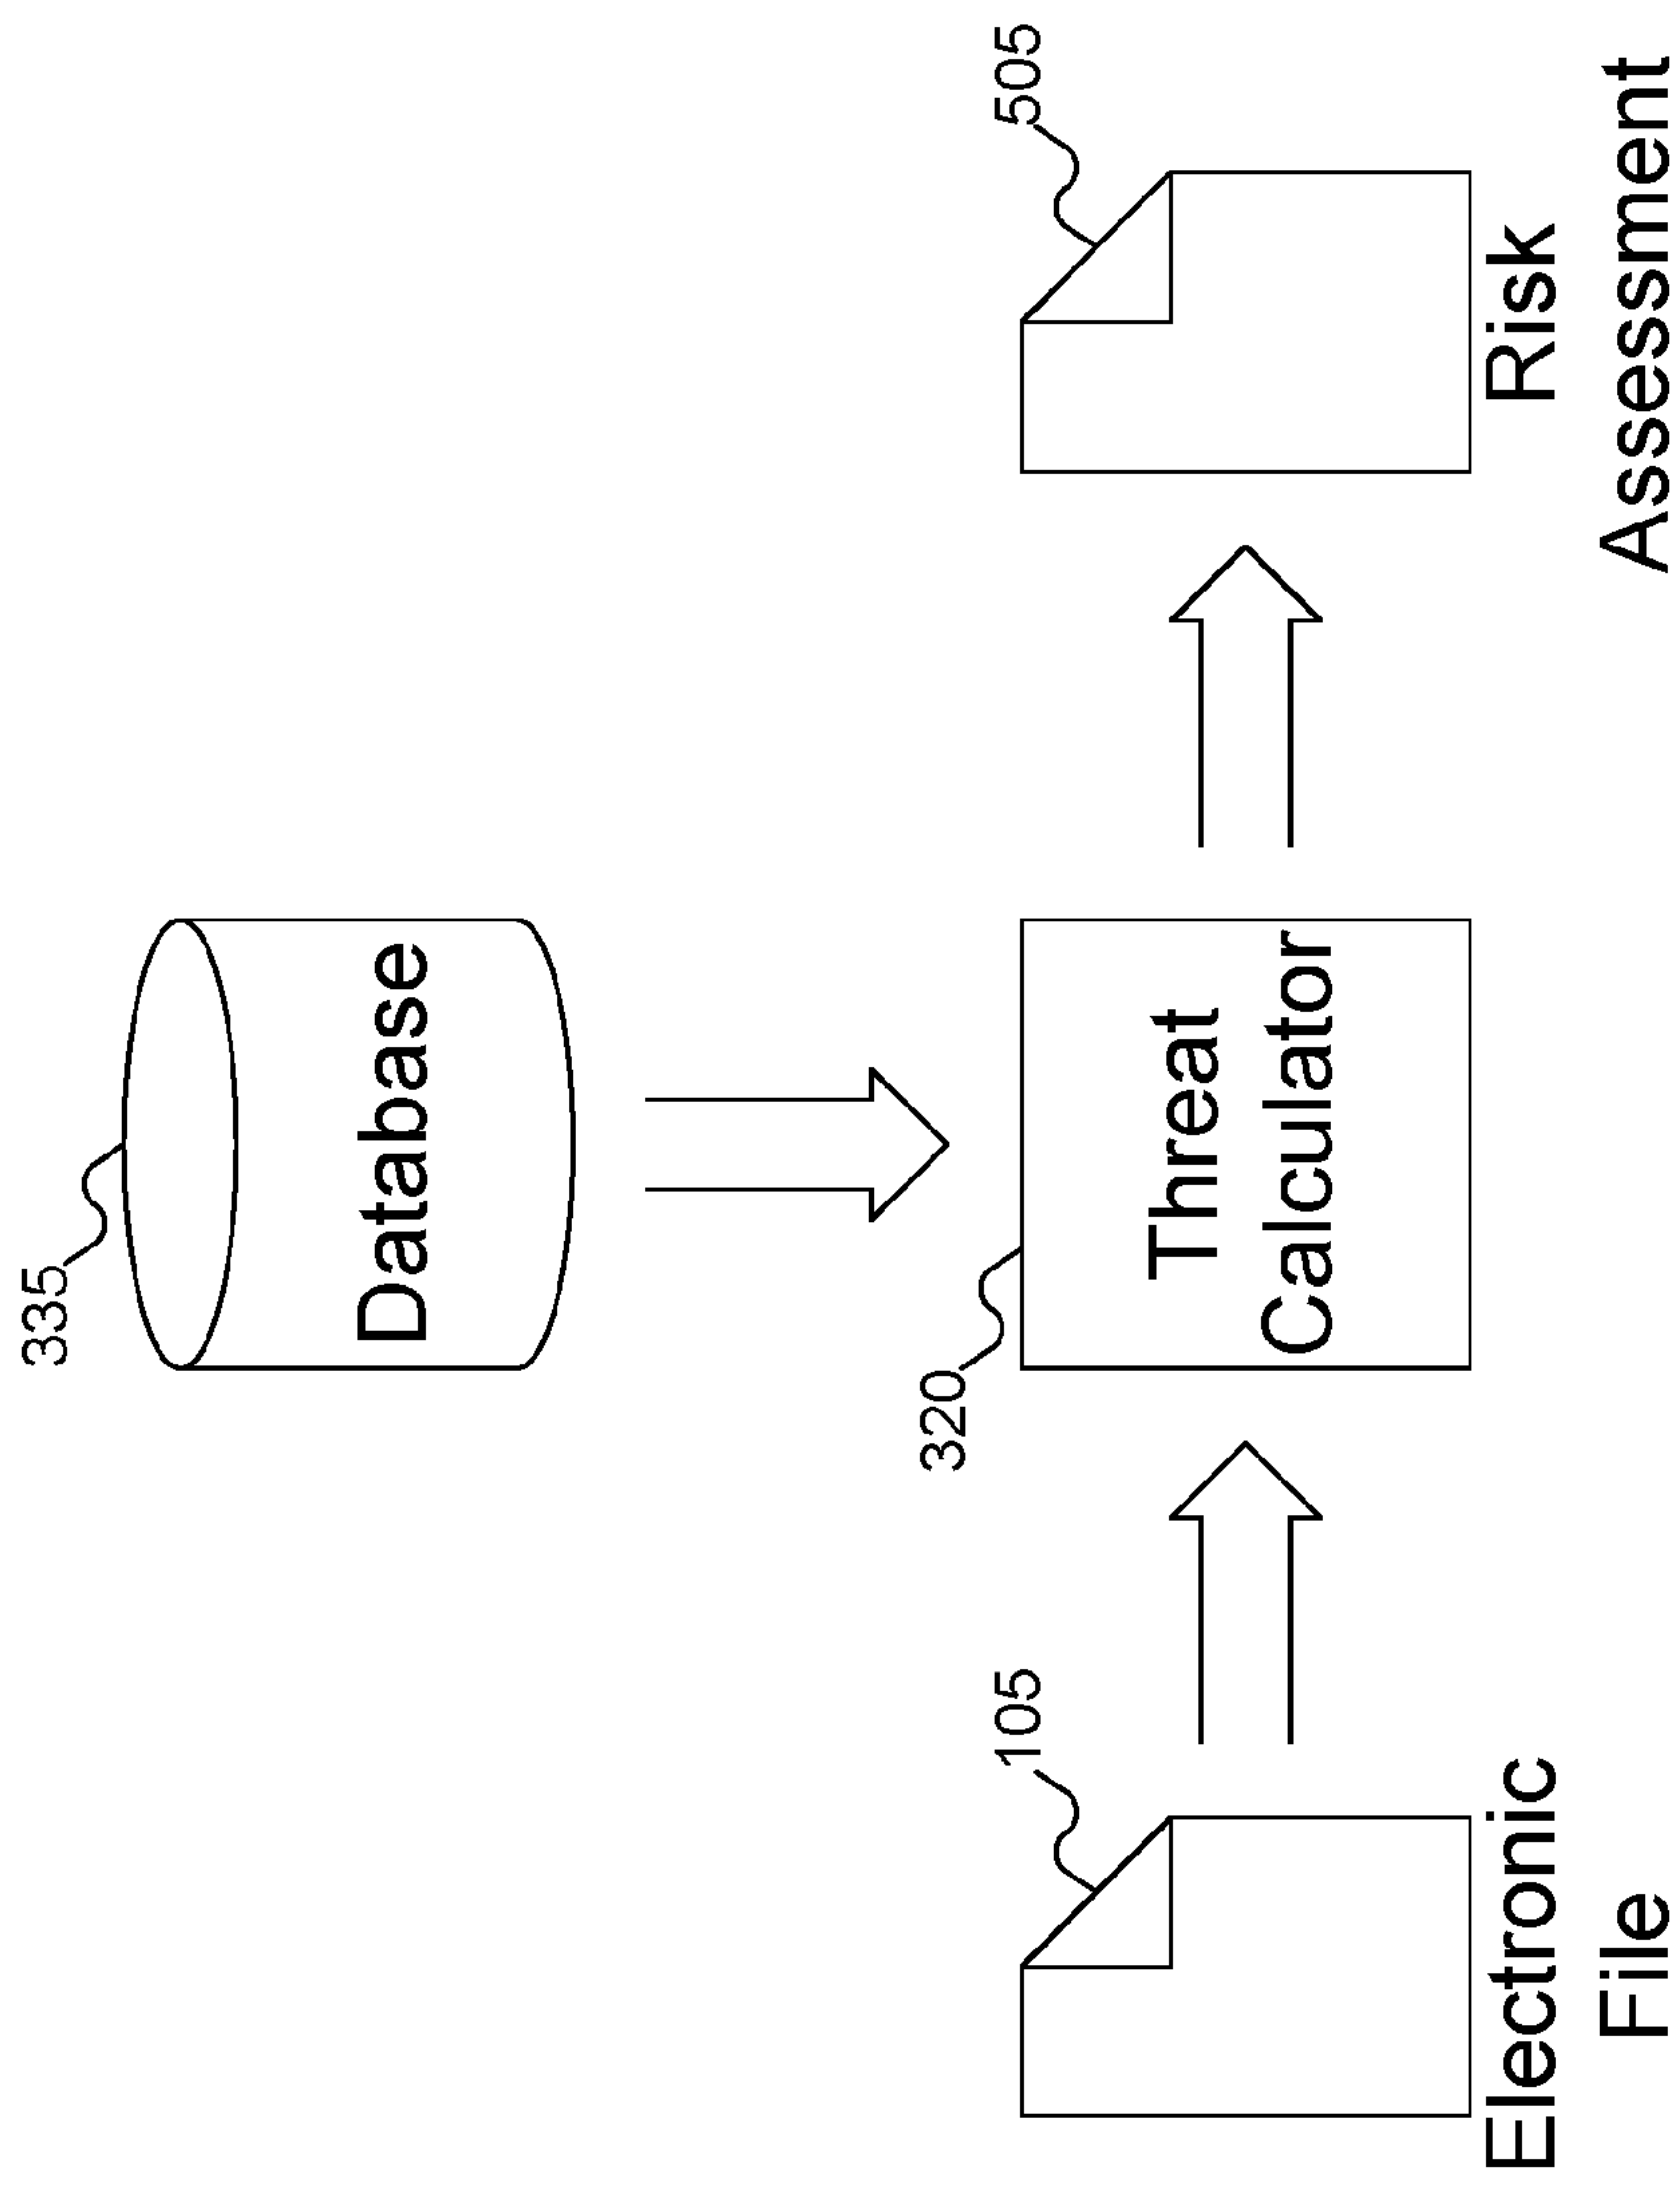 335
Database
320
Threat
Calculator
105
Electronic
File
505
Risk
Assessment